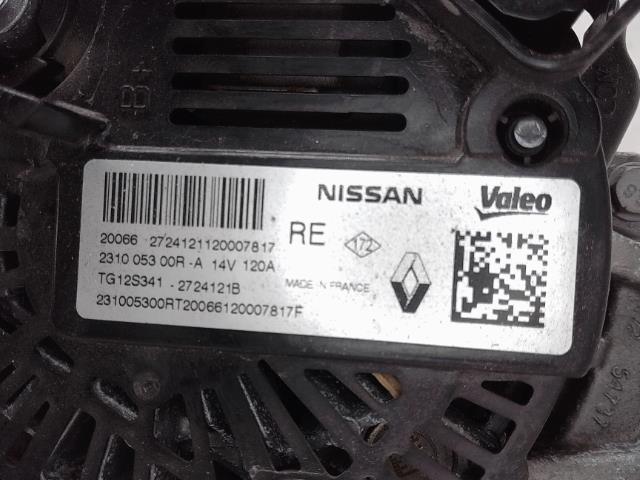 B+
NISSAN
Valeo
20066 2724121120007817
RE
172
2310 053 00R -A 14V 120A
TG12S341 - 2724121B
MADE IN FRANCE
231005300RT20066120007817F